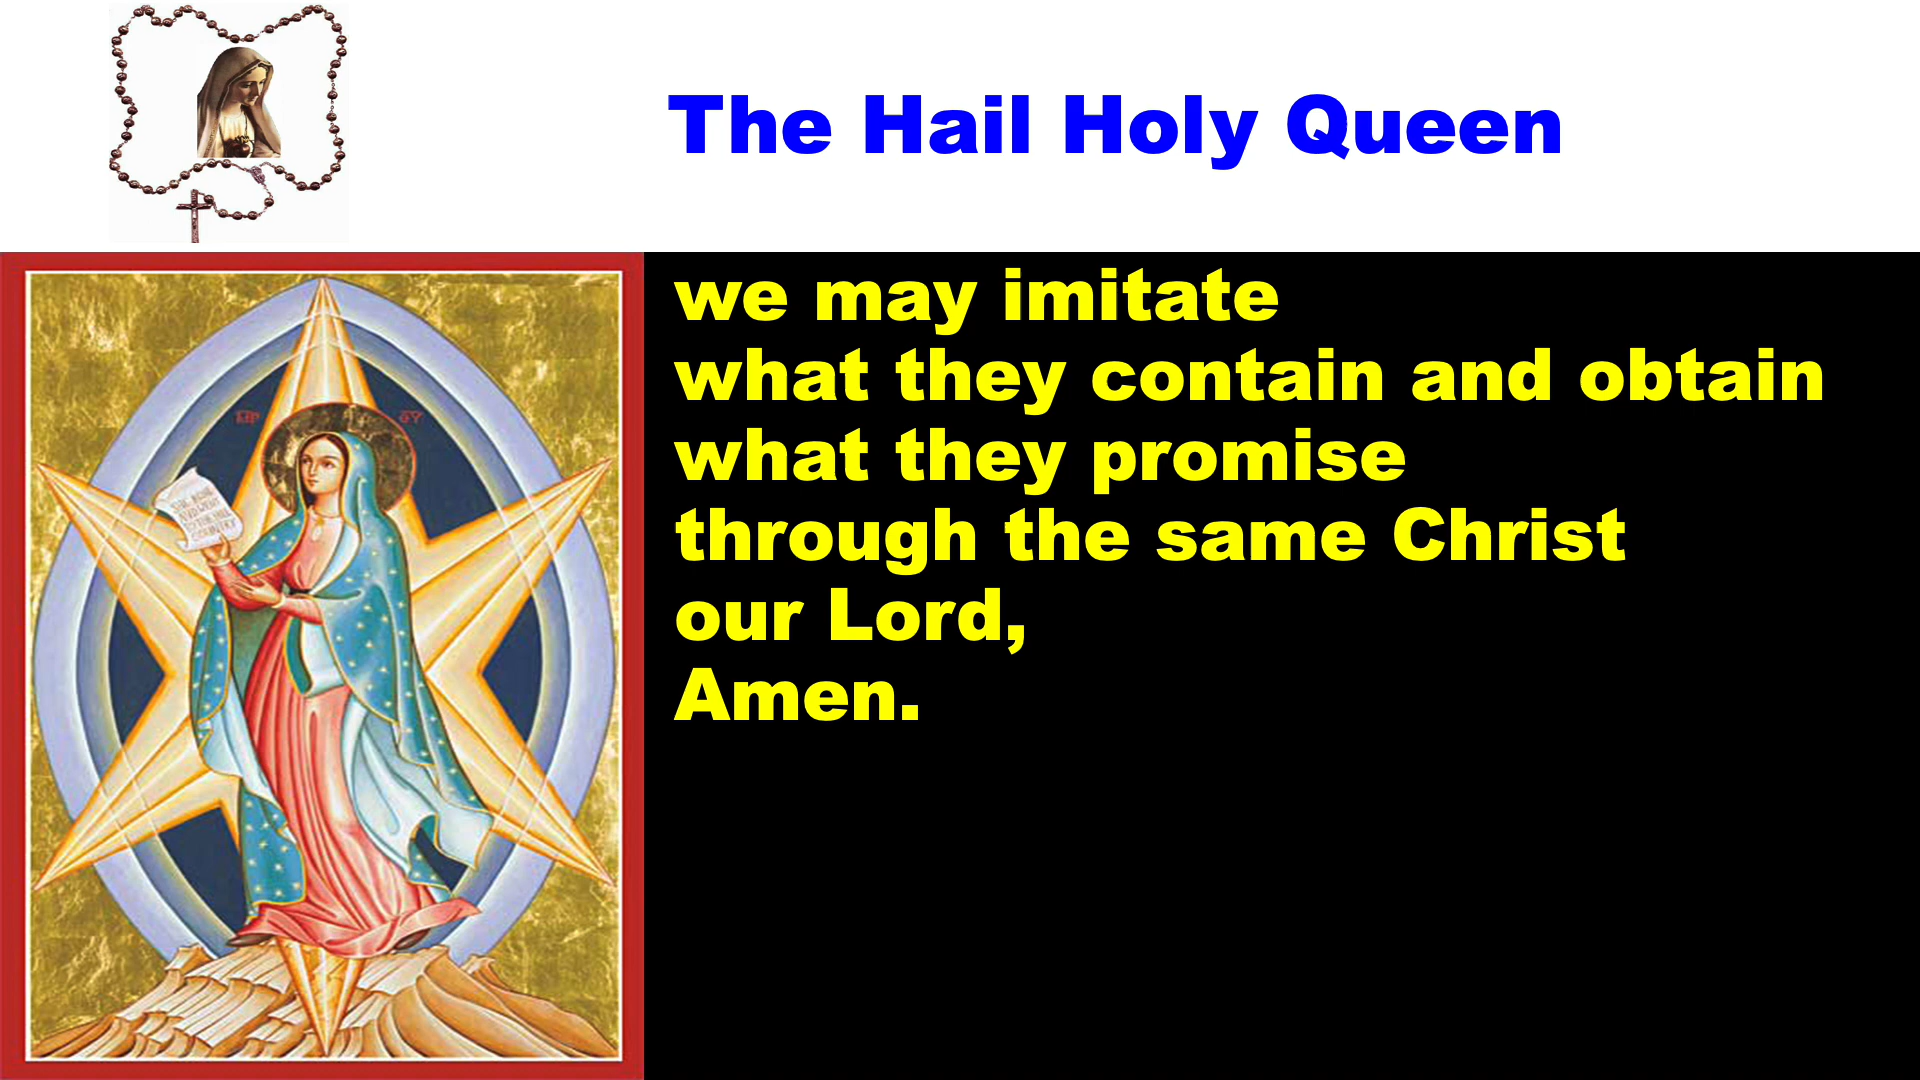 The Hail Holy Queen
we may imitate
what they contain and obtain
what they promise
through the same Christ
our Lord,
Amen.